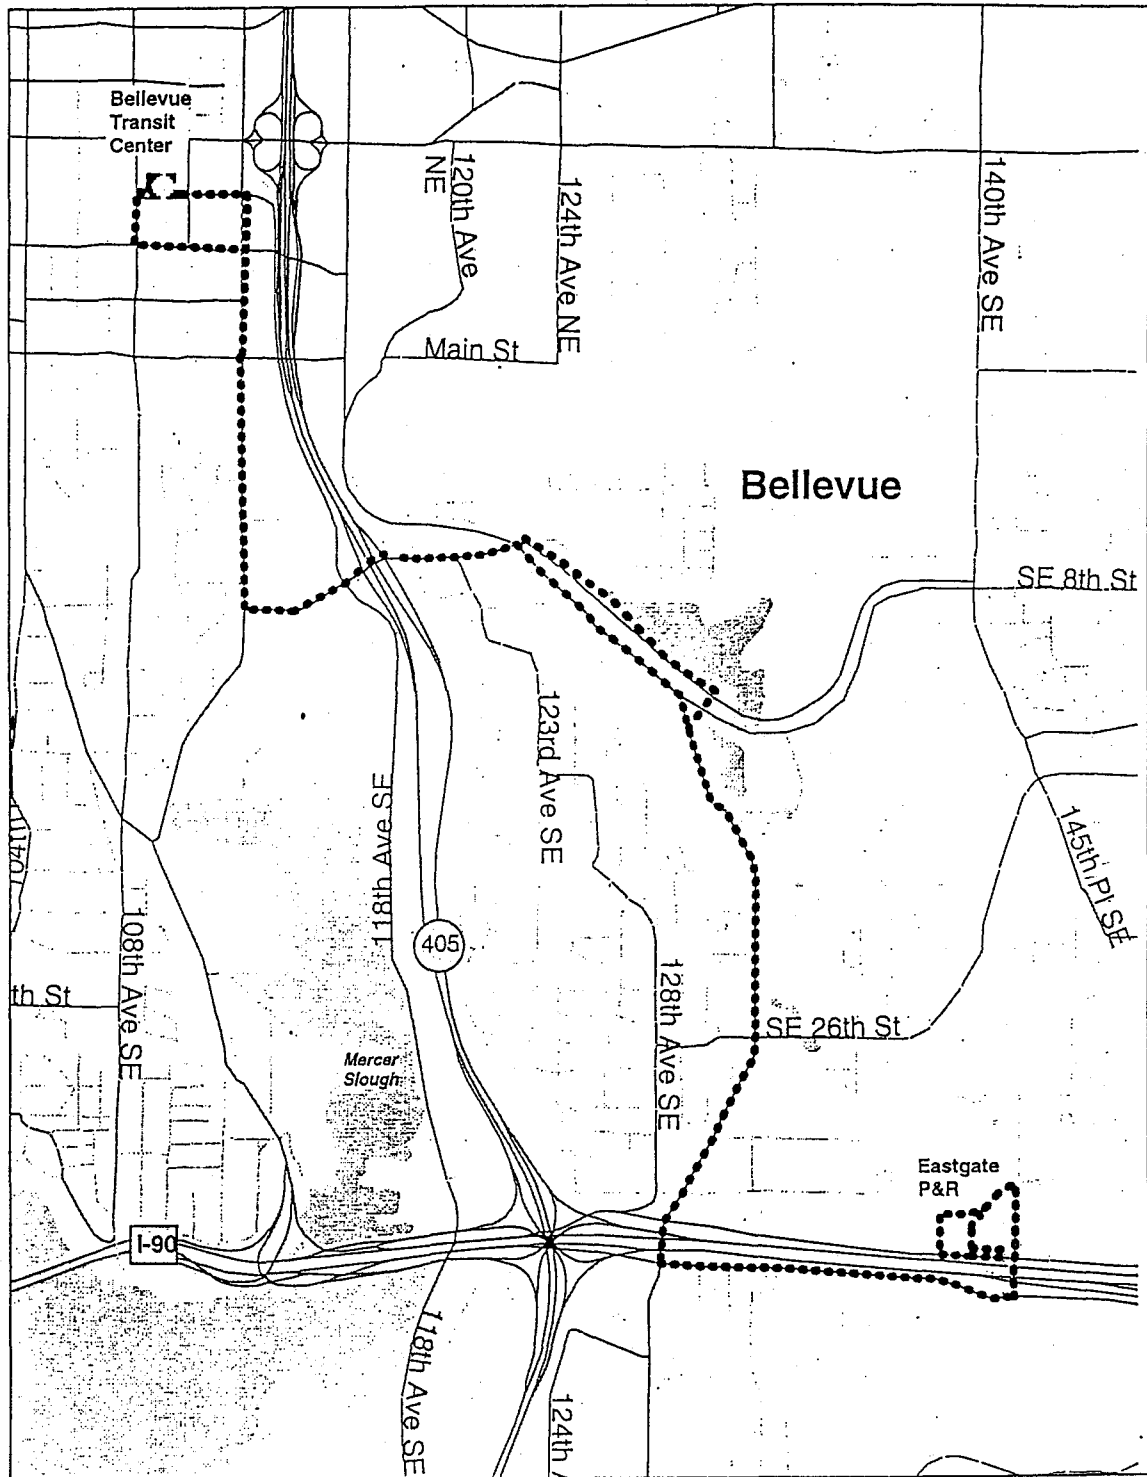 Bellevue
Transit
Center
120th Ave
NE
124th Ave NE
140th Ave SE
Main St
Bellevue
SE 8th St
123rd Ave SE
118th Ave SE
145th Pl SE
104th
108th Ave SE
405
th St
128th Ave SE
SE 26th St
Mercer
Slough
Eastgate
P&R
I-90
118th Ave SE
124th A